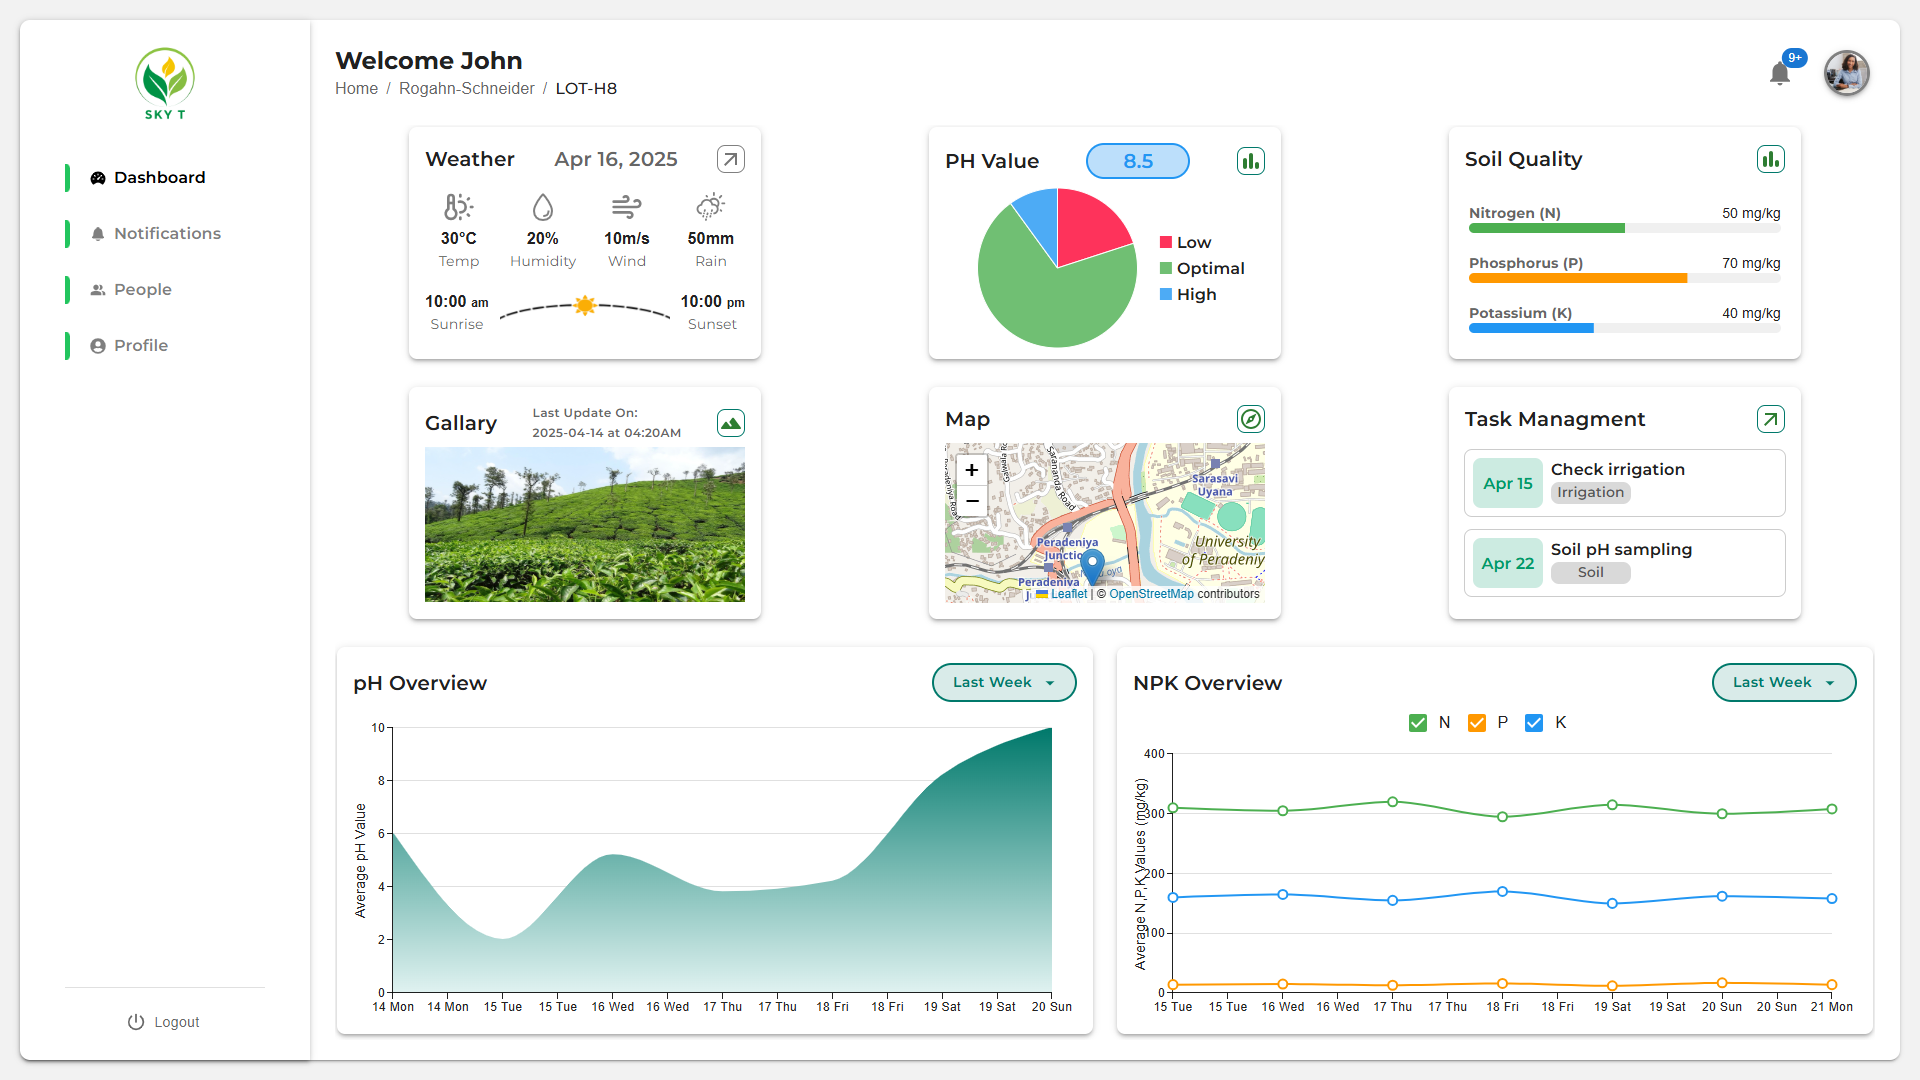 SKY T
Dashboard
Notifications
People
Profile
Logout
Welcome John
Home / Rogahn-Schneider / LOT-H8
9+
Weather Apr 16, 2025
30°C 20% 10m/s 50mm
Temp Humidity Wind Rain
10:00 am 10:00 pm
Sunrise Sunset
PH Value 8.5
Low
Optimal
High
Soil Quality
Nitrogen (N) 50 mg/kg
Phosphorus (P) 70 mg/kg
Potassium (K) 40 mg/kg
Gallary
Last Update On:
2025-04-14 at 04:20AM
Map
+
−
Sarananda Road
Sarasavi
Uyana
Peradeniya
Junction
University
of Peradeniy
Peradeniya
Leaflet | © OpenStreetMap contributors
Task Managment
Apr 15
Check irrigation
Irrigation
Apr 22
Soil pH sampling
Soil
pH Overview
Last Week
Average pH Value
10
8
6
4
2
0
14 Mon 14 Mon 15 Tue 15 Tue 16 Wed 16 Wed 17 Thu 17 Thu 18 Fri 18 Fri 19 Sat 19 Sat 20 Sun
NPK Overview
Last Week
N P K
Average N,P,K Values (mg/kg)
400
300
200
100
0
15 Tue 15 Tue 16 Wed 16 Wed 17 Thu 17 Thu 18 Fri 18 Fri 19 Sat 19 Sat 20 Sun 20 Sun 21 Mon